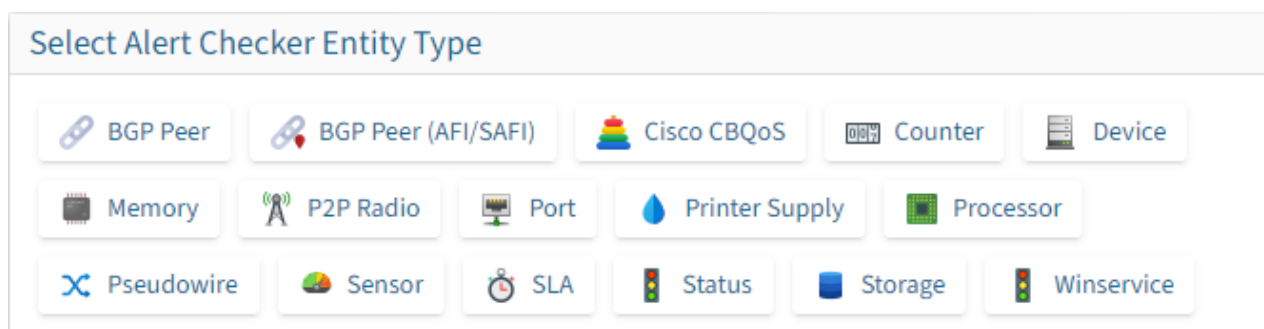 Select Alert Checker Entity Type
BGP Peer BGP Peer (AFI/SAFI) Cisco CBQoS Counter Device
Memory P2P Radio Port Printer Supply Processor
Pseudowire Sensor SLA Status Storage Winservice